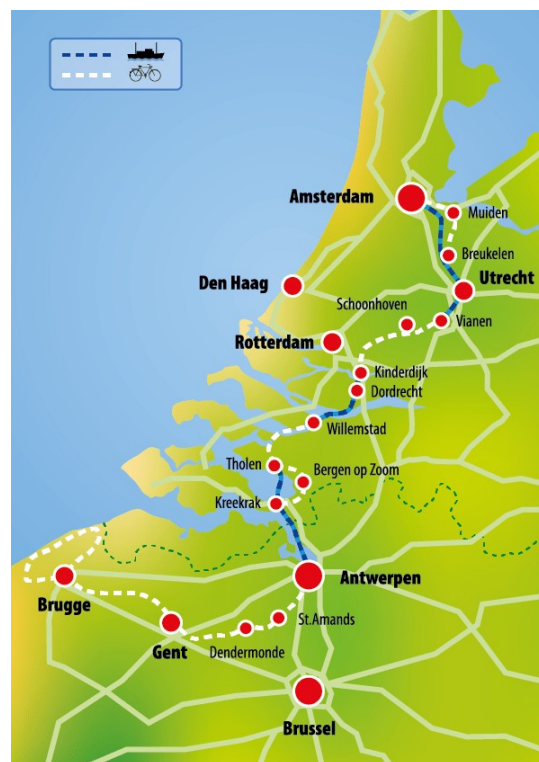 Amsterdam
Muiden
Breukelen
Utrecht
Den Haag
Schoonhoven
Vianen
Rotterdam
Kinderdijk
Dordrecht
Willemstad
Tholen
Bergen op Zoom
Kreekrak
Antwerpen
Brugge
St.Amands
Gent
Dendermonde
Brussel